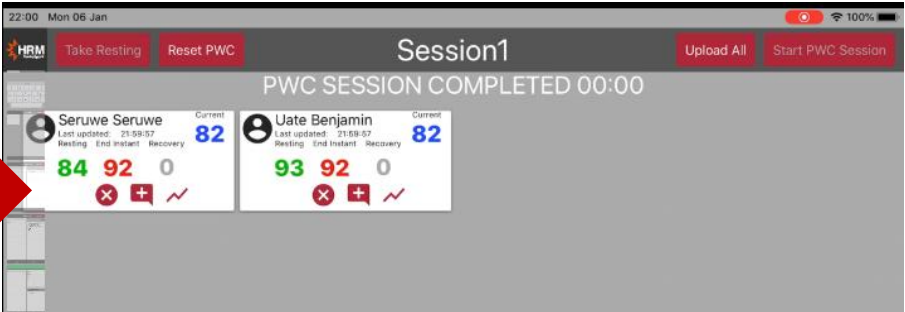 22:00 Mon 06 Jan 100%
HRM Take Resting Reset PWC Session1 Upload All Start PWC Session
PWC SESSION COMPLETED 00:00
Seruwe Seruwe Current
Last updated: 21:59:57 82
Resting End Instant Recovery
84 92 0
Uate Benjamin Current
Last updated: 21:59:57 82
Resting End Instant Recovery
93 92 0